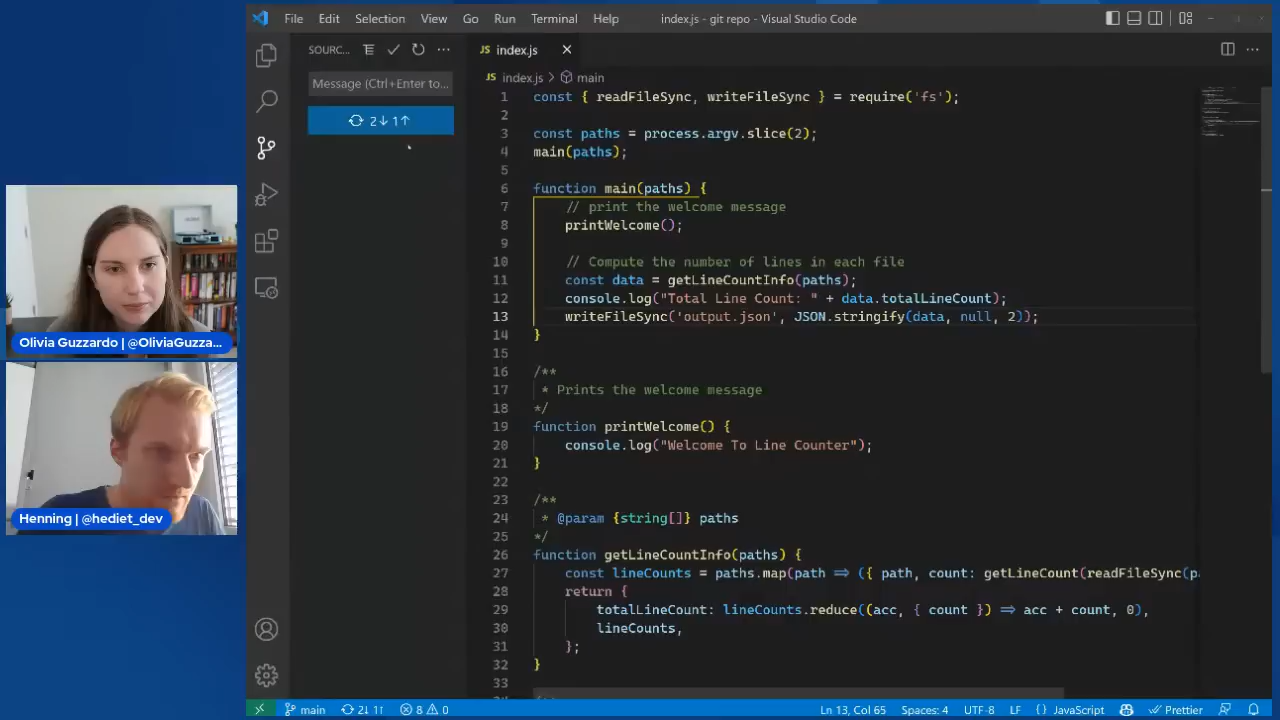 File Edit Selection View Go Run Terminal Help
index.js - git repo - Visual Studio Code
SOURC...
Message (Ctrl+Enter to...
2↓ 1↑
JS index.js
JS index.js > main
1 const { readFileSync, writeFileSync } = require('fs');
2
3 const paths = process.argv.slice(2);
4 main(paths);
5
6 function main(paths) {
7 // print the welcome message
8 printWelcome();
9
10 // Compute the number of lines in each file
11 const data = getLineCountInfo(paths);
12 console.log("Total Line Count: " + data.totalLineCount);
13 writeFileSync('output.json', JSON.stringify(data, null, 2));
14 }
15
16 /**
17 * Prints the welcome message
18 */
19 function printWelcome() {
20 console.log("Welcome To Line Counter");
21 }
22
23 /**
24 * @param {string[]} paths
25 */
26 function getLineCountInfo(paths) {
27 const lineCounts = paths.map(path => ({ path, count: getLineCount(readFileSync(p
28 return {
29 totalLineCount: lineCounts.reduce((acc, { count }) => acc + count, 0),
30 lineCounts,
31 };
32 }
33
Olivia Guzzardo | @OliviaGuzza...
Henning | @hediet_dev
main 2↓ 1↑ 8 0
Ln 13, Col 65 Spaces: 4 UTF-8 LF {} JavaScript Prettier